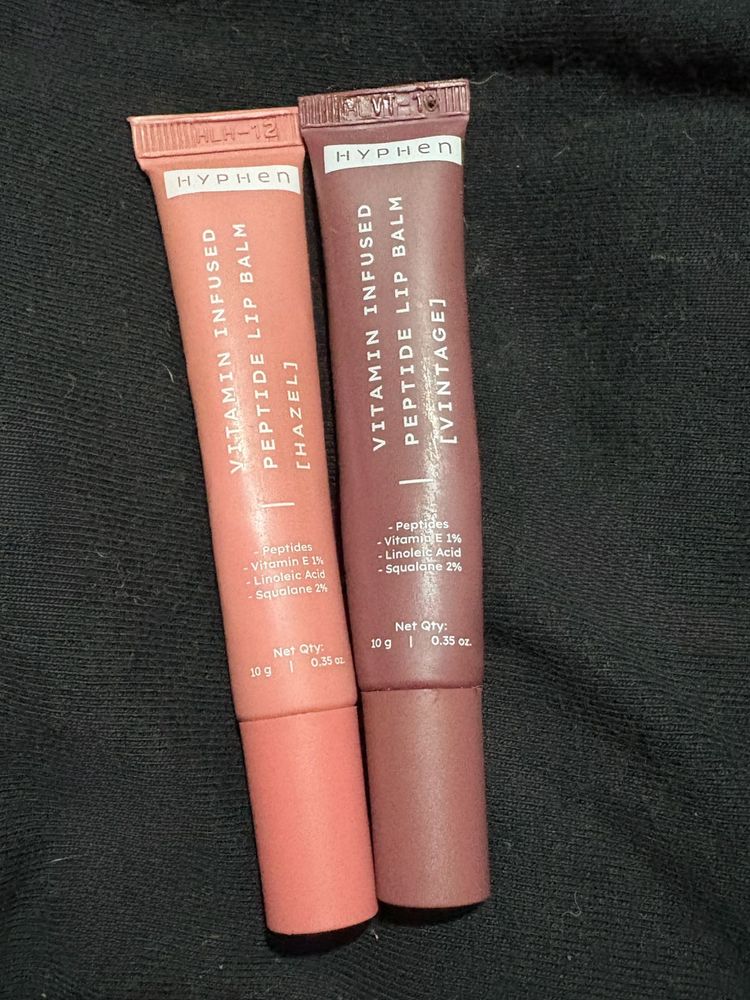 HLH-12
HYPHEN
VITAMIN INFUSED
PEPTIDE LIP BALM
[HAZEL]
- Peptides
- Vitamin E 1%
- Linoleic Acid
- Squalane 2%
Net Qty:
10 g | 0.35 oz.
HLVT-10
HYPHEN
VITAMIN INFUSED
PEPTIDE LIP BALM
[VINTAGE]
- Peptides
- Vitamin E 1%
- Linoleic Acid
- Squalane 2%
Net Qty:
10 g | 0.35 oz.